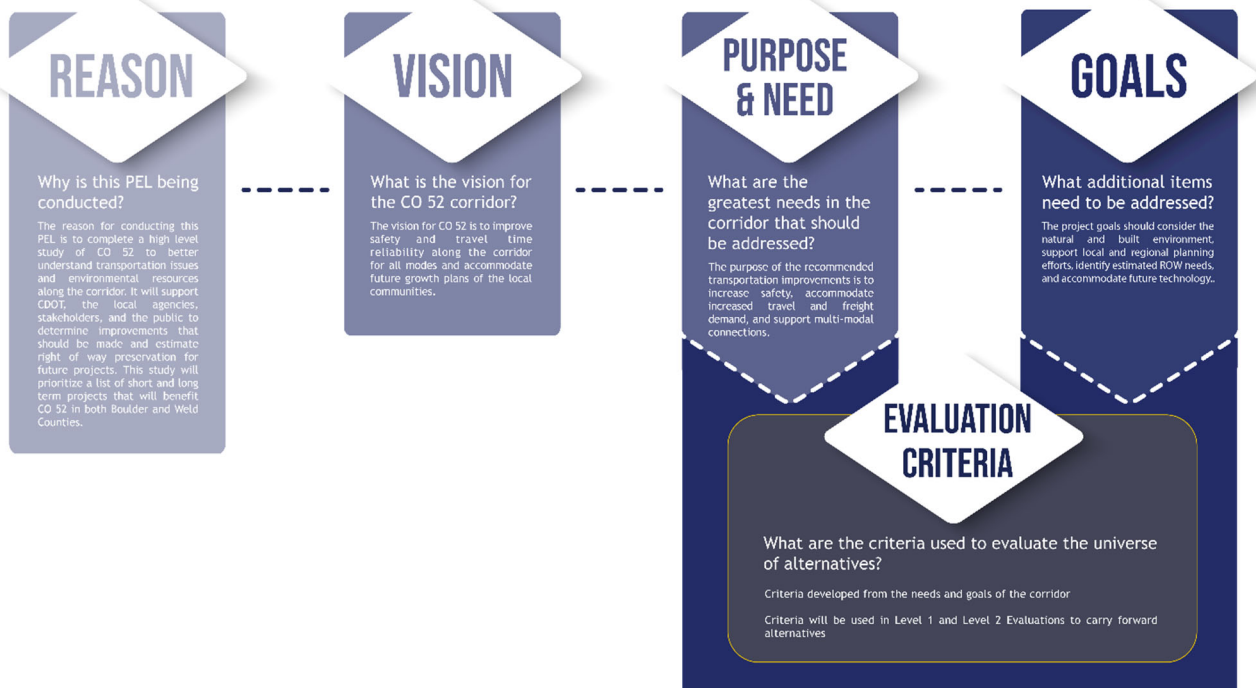 REASON
Why is this PEL being
conducted?
The reason for conducting this
PEL is to complete a high level
study of CO 52 to better
understand transportation issues
and environmental resources
along the corridor. It will support
CDOT, the local agencies,
stakeholders, and the public to
determine improvements that
should be made and estimate
right of way preservation for
future projects. This study will
prioritize a list of short and long
term projects that will benefit
CO 52 in both Boulder and Weld
Counties.
VISION
What is the vision for
the CO 52 corridor?
The vision for CO 52 is to improve
safety and travel time
reliability along the corridor
for all modes and accommodate
future growth plans of the local
communities.
PURPOSE
& NEED
What are the
greatest needs in the
corridor that should
be addressed?
The purpose of the recommended
transportation improvements is to
increase safety, accommodate
increased travel and freight
demand, and support multi-modal
connections.
GOALS
What additional items
need to be addressed?
The project goals should consider the
natural and built environment,
support local and regional planning
efforts, identify estimated ROW needs,
and accommodate future technology..
EVALUATION
CRITERIA
What are the criteria used to evaluate the universe
of alternatives?
Criteria developed from the needs and goals of the corridor
Criteria will be used in Level 1 and Level 2 Evaluations to carry forward
alternatives